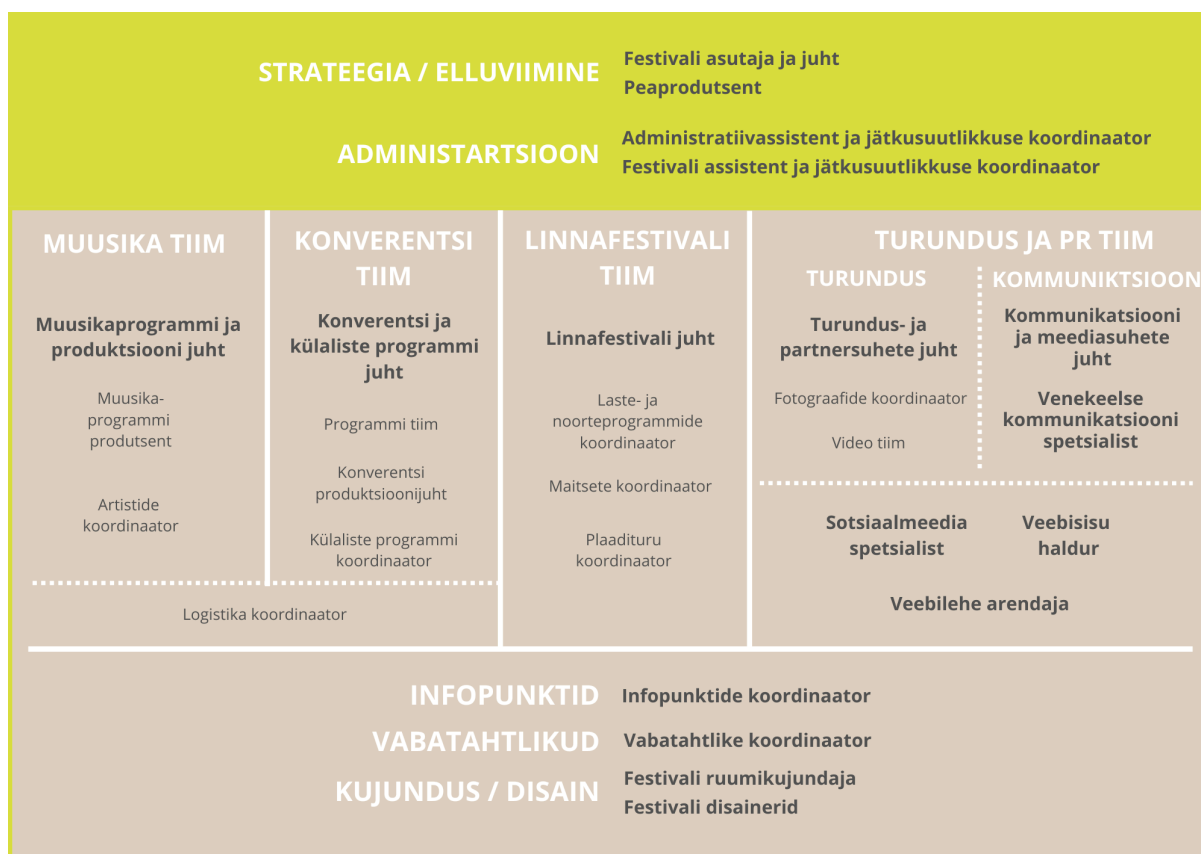 STRATEEGIA / ELLUVIIMINE
Festivali asutaja ja juht
Peaprodutsent
ADMINISTARTSIOON
Administratiivassistent ja jätkusuutlikkuse koordinaator
Festivali assistent ja jätkusuutlikkuse koordinaator
MUUSIKA TIIM
Muusikaprogrammi ja
produktsiooni juht
Muusika-
programmi
produtsent
Artistide
koordinaator
KONVERENTSI
TIIM
Konverentsi ja
külaliste programmi
juht
Programmi tiim
Konverentsi
produktsioonijuht
Külaliste programmi
koordinaator
Logistika koordinaator
LINNAFESTIVALI
TIIM
Linnafestivali juht
Laste- ja
noorteprogrammide
koordinaator
Maitsete koordinaator
Plaadituru
koordinaator
TURUNDUS JA PR TIIM
TURUNDUS
Turundus- ja
partnersuhete juht
Fotograafide koordinaator
Video tiim
KOMMUNIKTSIOON
Kommunikatsiooni
ja meediasuhete
juht
Venekeelse
kommunikatsiooni
spetsialist
Sotsiaalmeedia
spetsialist
Veebisisu
haldur
Veebilehe arendaja
INFOPUNKTID
Infopunktide koordinaator
VABATAHTLIKUD
Vabatahtlike koordinaator
KUJUNDUS / DISAIN
Festivali ruumikujundaja
Festivali disainerid